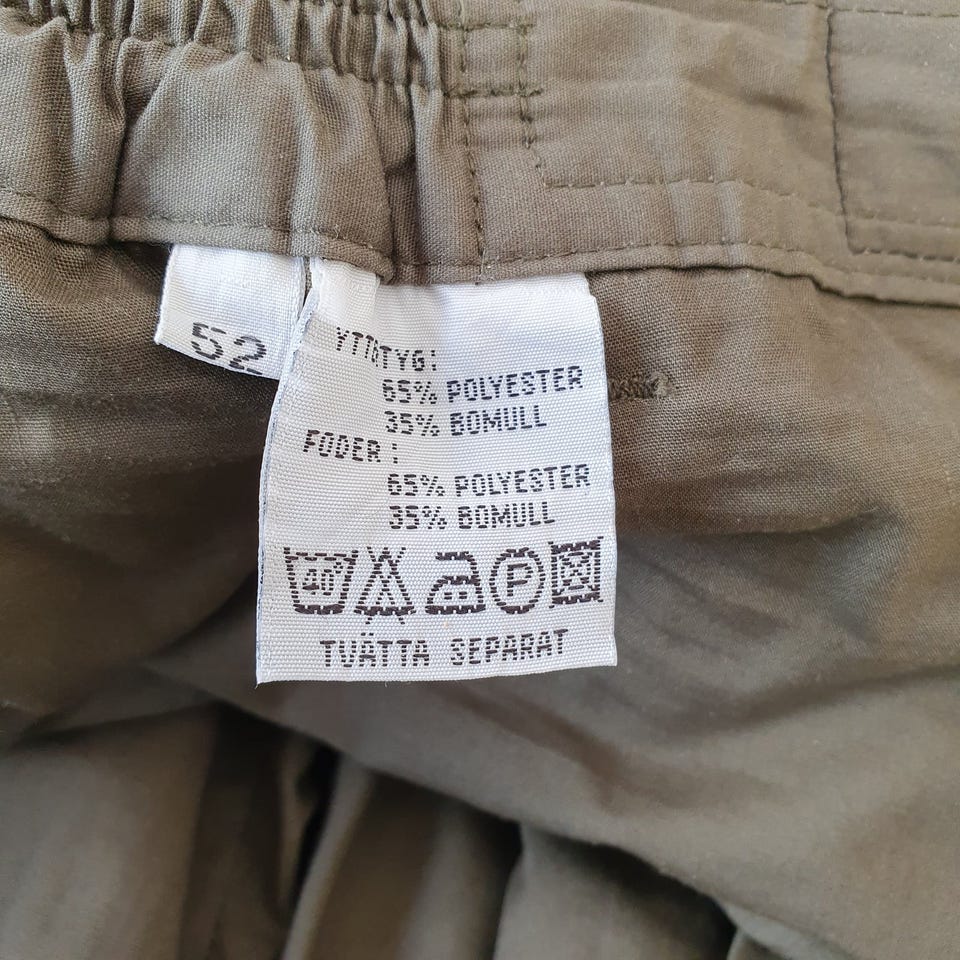 52
YTTERTYG:
65% POLYESTER
35% BOMULL
FODER:
65% POLYESTER
35% BOMULL
40° P
TVÄTTA SEPARAT